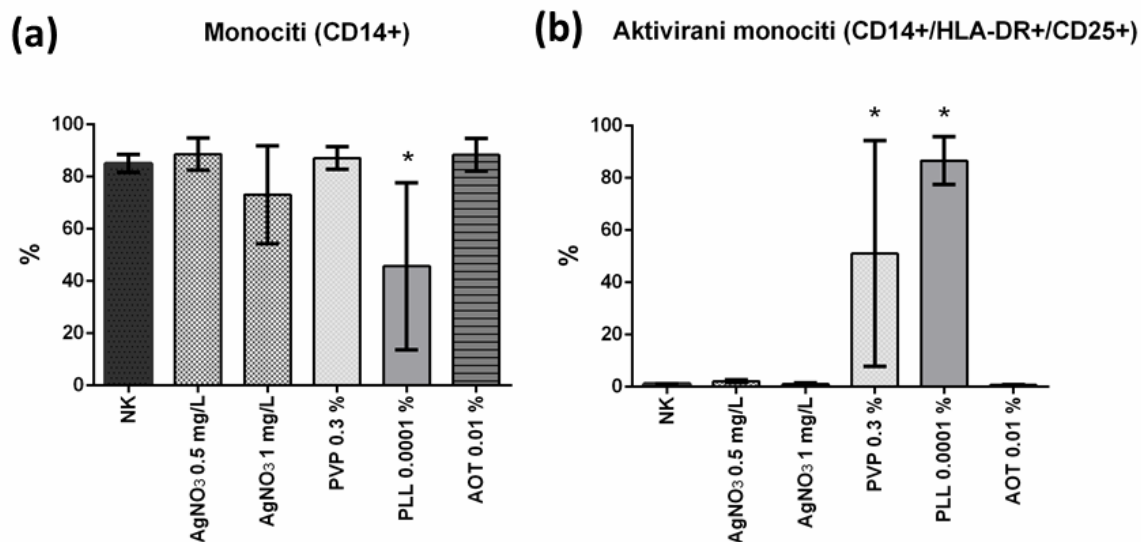 (a)
Monociti (CD14+)
%
100
80
60
40
20
0
*
NK
AgNO₃ 0.5 mg/L
AgNO₃ 1 mg/L
PVP 0.3 %
PLL 0.0001 %
AOT 0.01 %
(b)
Aktivirani monociti (CD14+/HLA-DR+/CD25+)
%
100
80
60
40
20
0
*
*
NK
AgNO₃ 0.5 mg/L
AgNO₃ 1 mg/L
PVP 0.3 %
PLL 0.0001 %
AOT 0.01 %